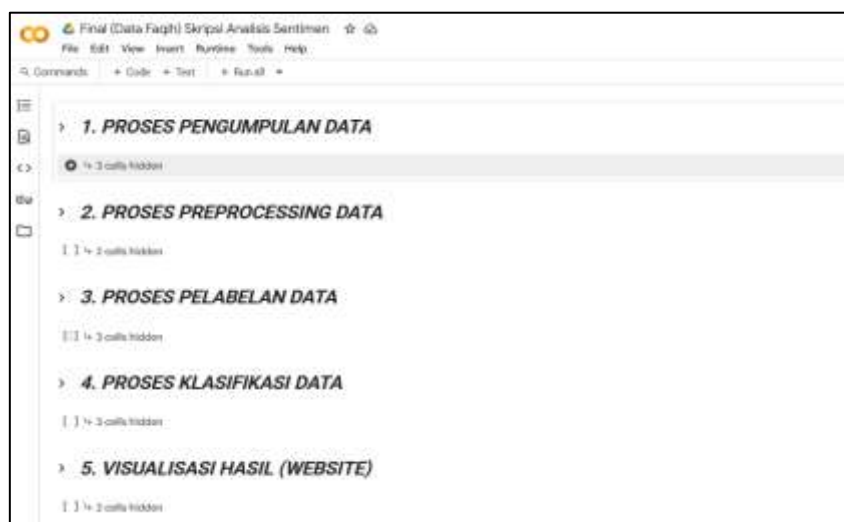 Final (Data Faqih) Skripsi Analisis Sentimen
File Edit View Insert Runtime Tools Help
Commands + Code + Text Run all
1. PROSES PENGUMPULAN DATA
3 cells hidden
2. PROSES PREPROCESSING DATA
[ ] 2 cells hidden
3. PROSES PELABELAN DATA
[ ] 3 cells hidden
4. PROSES KLASIFIKASI DATA
[ ] 3 cells hidden
5. VISUALISASI HASIL (WEBSITE)
[ ] 2 cells hidden